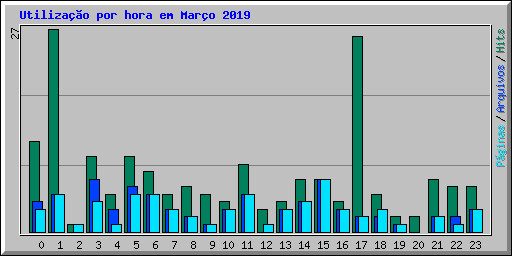 Utilização por hora em Março 2019
27
Páginas / Arquivos / Hits
0 1 2 3 4 5 6 7 8 9 10 11 12 13 14 15 16 17 18 19 20 21 22 23